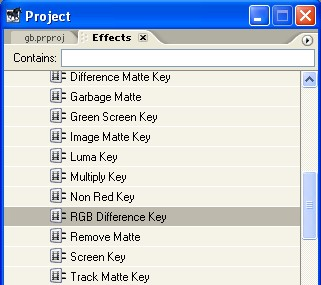 Project
gb.prproj Effects
Contains:
Difference Matte Key
Garbage Matte
Green Screen Key
Image Matte Key
Luma Key
Multiply Key
Non Red Key
RGB Difference Key
Remove Matte
Screen Key
Track Matte Key